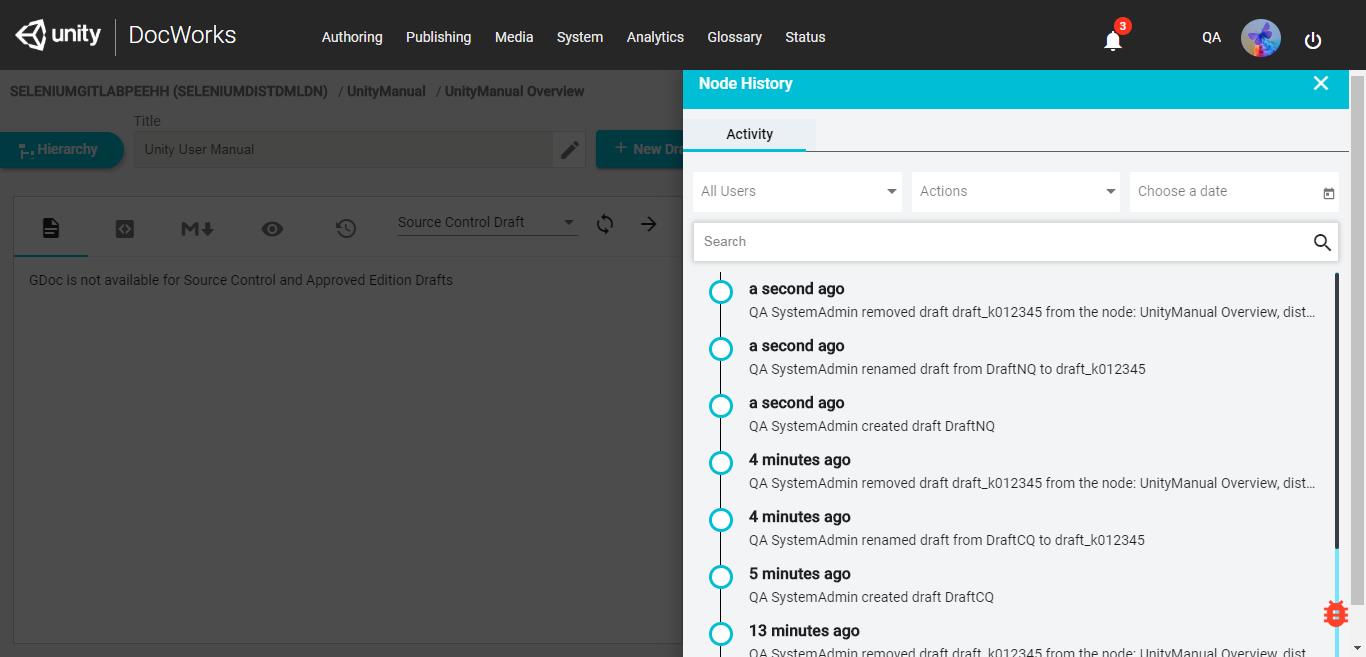 unity DocWorks
Authoring Publishing Media System Analytics Glossary Status
3
QA
SELENIUMGITLABPEEHH (SELENIUMDISTDMLDN) / UnityManual / UnityManual Overview
Title
Hierarchy
Unity User Manual
+ New Dra
M
Source Control Draft
GDoc is not available for Source Control and Approved Edition Drafts
Node History
Activity
All Users
Actions
Choose a date
Search
a second ago
QA SystemAdmin removed draft draft_k012345 from the node: UnityManual Overview, dist...
a second ago
QA SystemAdmin renamed draft from DraftNQ to draft_k012345
a second ago
QA SystemAdmin created draft DraftNQ
4 minutes ago
QA SystemAdmin removed draft draft_k012345 from the node: UnityManual Overview, dist...
4 minutes ago
QA SystemAdmin renamed draft from DraftCQ to draft_k012345
5 minutes ago
QA SystemAdmin created draft DraftCQ
13 minutes ago
QA SystemAdmin removed draft draft_k012345 from the node: UnityManual Overview, dist